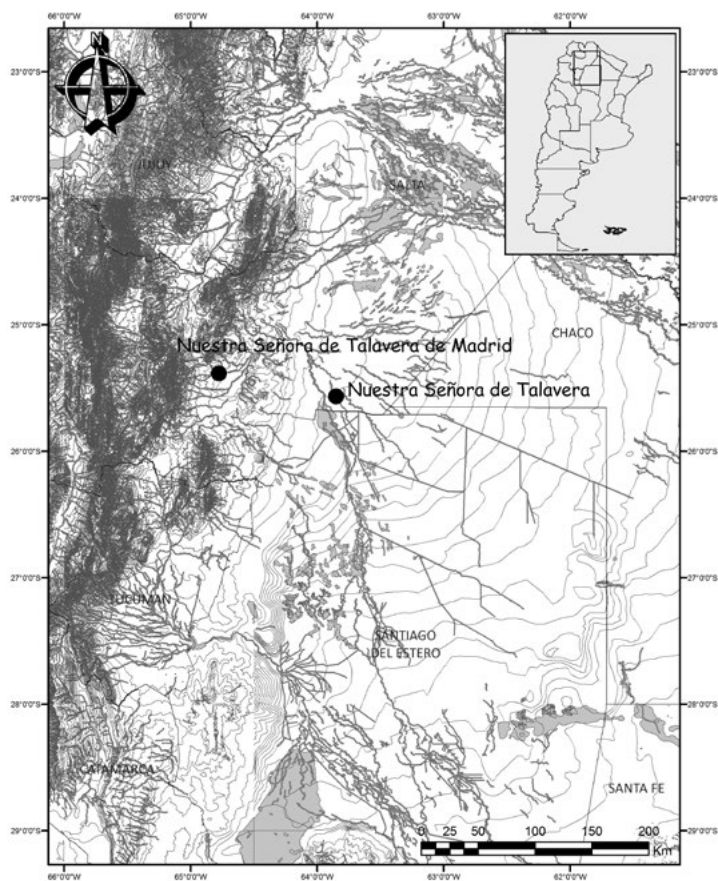 66°0'0"W 65°0'0"W 64°0'0"W 63°0'0"W 62°0'0"W
N
23°0'0"S 23°0'0"S
JUJUY
24°0'0"S SALTA 24°0'0"S
25°0'0"S CHACO 25°0'0"S
Nuestra Señora de Talavera de Madrid
Nuestra Señora de Talavera
26°0'0"S 26°0'0"S
27°0'0"S 27°0'0"S
TUCUMAN
SANTIAGO
DEL ESTERO
28°0'0"S 28°0'0"S
CATAMARCA
SANTA FE
29°0'0"S 29°0'0"S
0 25 50 100 150 200
Km
66°0'0"W 65°0'0"W 64°0'0"W 63°0'0"W 62°0'0"W